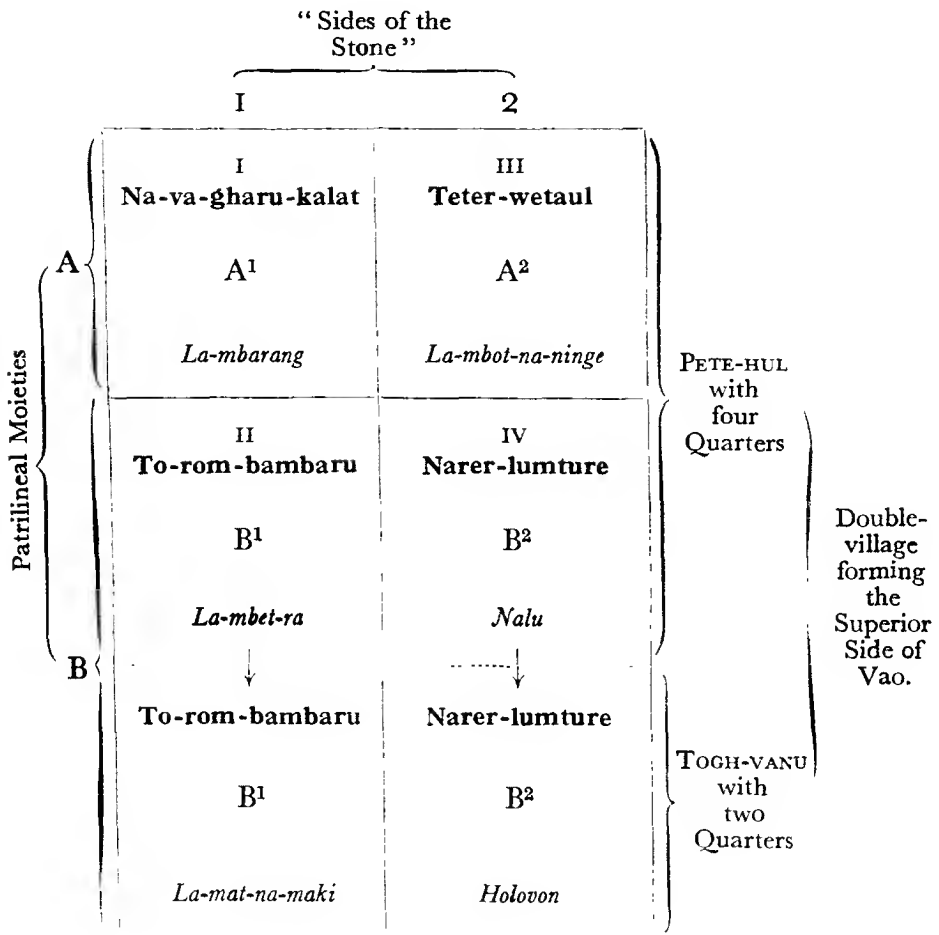 “Sides of the
Stone”
1 2
I III
Na-va-gharu-kalat Teter-wetaul
A
A¹ A²
La-mbarang La-mbot-na-ninge
Patrilineal Moieties
PETE-HUL
with
four
Quarters
II IV
To-rom-bambaru Narer-lumture
B¹ B²
La-mbet-ra Nalu
Double-
village
forming
the
Superior
Side of
Vao.
B
To-rom-bambaru Narer-lumture
B¹ B²
La-mat-na-maki Holovon
TOGH-VANU
with
two
Quarters